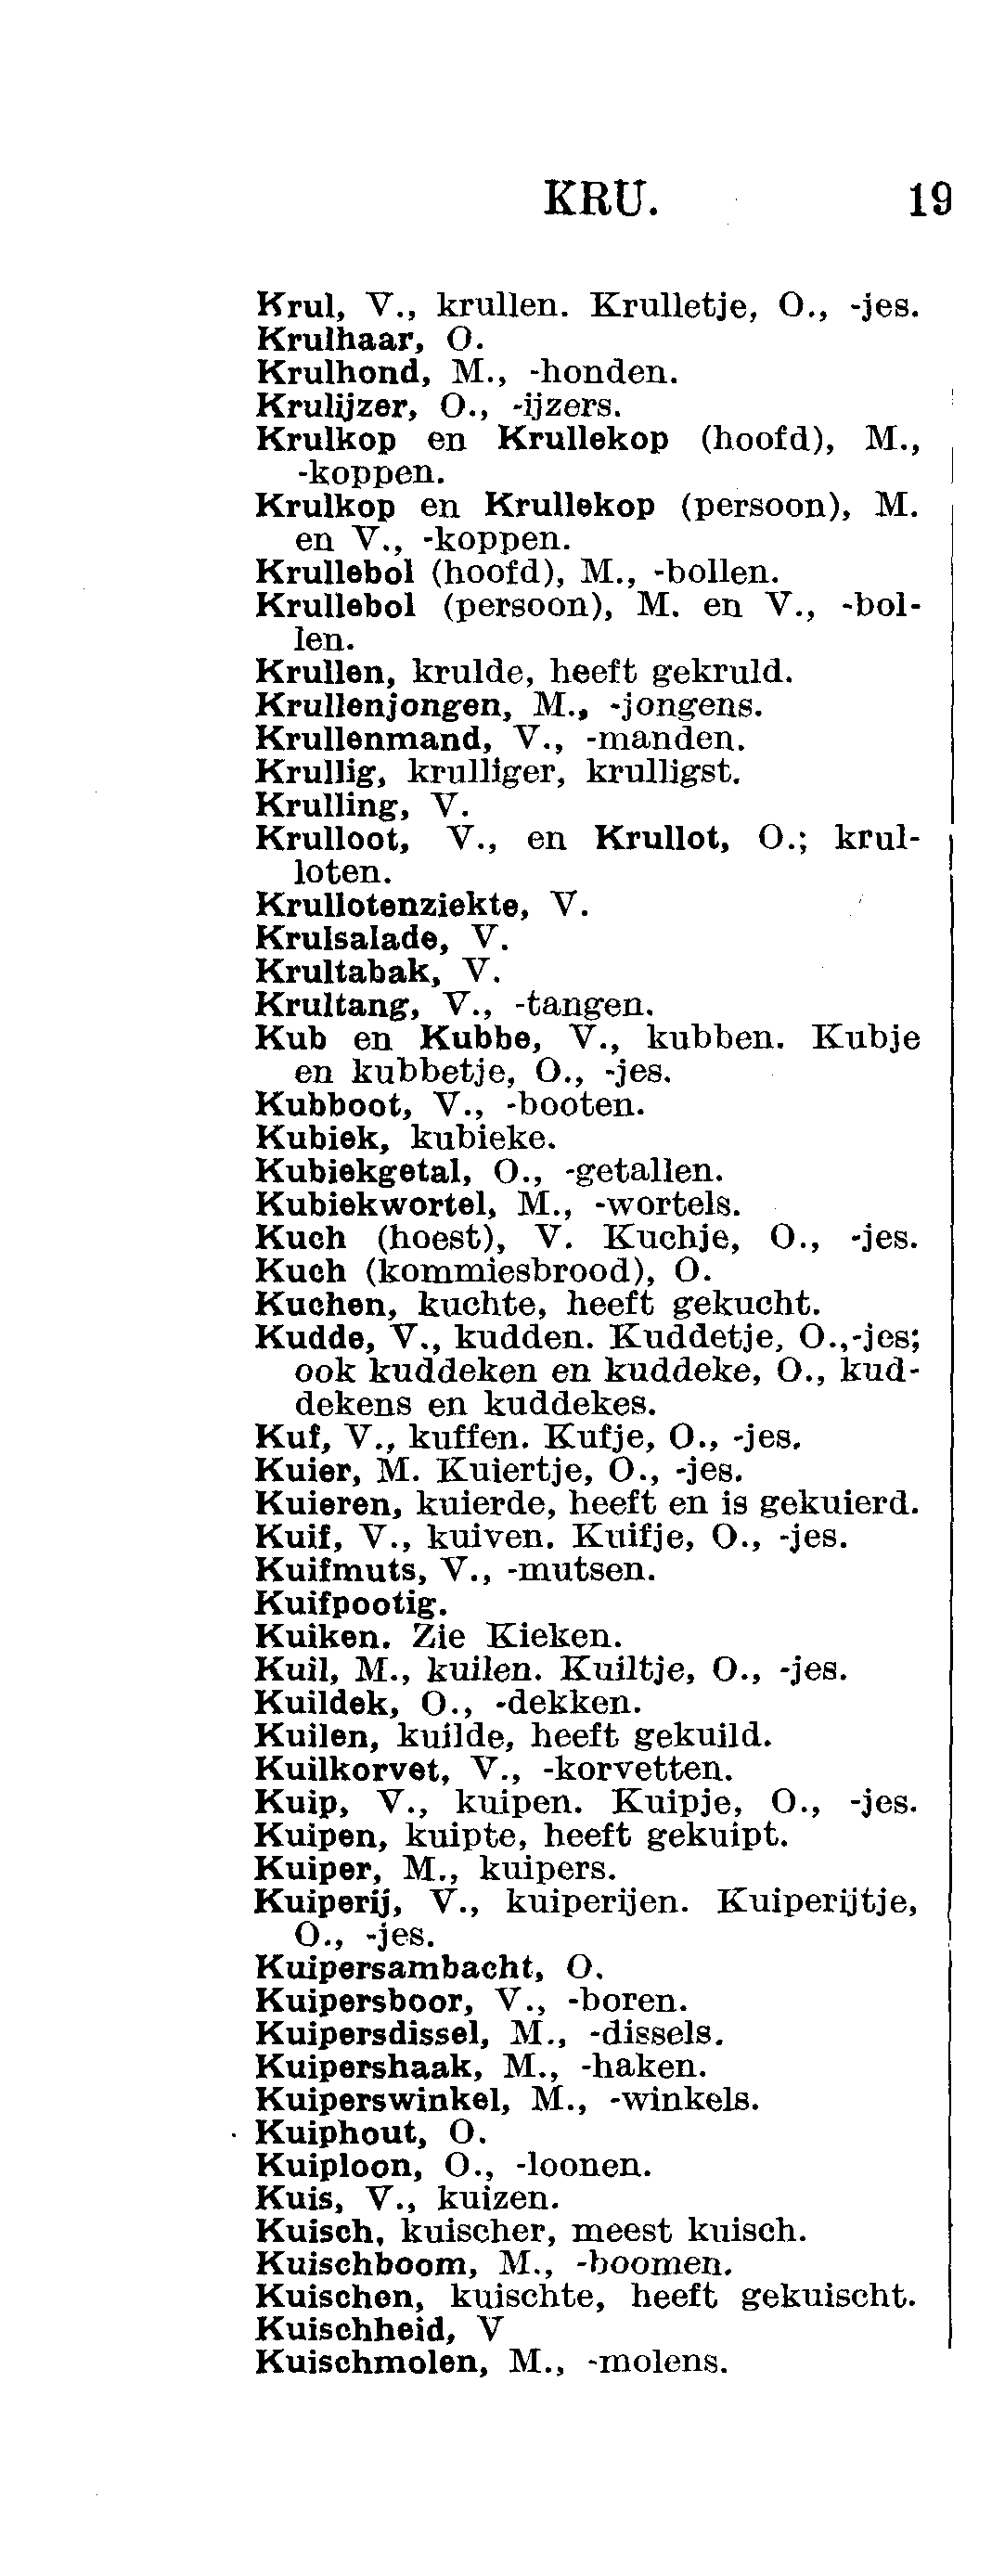 KRU. 19
Krul, V., krullen. Krulletje, O., -jes.
Krulhaar, O.
Krulhond, M., -honden.
Krulijzer, O., -ijzers.
Krulkop en Krullekop (hoofd), M.,
-koppen.
Krulkop en Krullekop (persoon), M.
en V., -koppen.
Krullebol (hoofd), M., -bollen.
Krullebol (persoon), M. en V., -bol-
len.
Krullen, krulde, heeft gekruld.
Krullenjongen, M., -jongens.
Krullenmand, V., -manden.
Krullig, krulliger, krulligst.
Krulling, V.
Krulloot, V., en Krullot, O.; krul-
loten.
Krullotenziekte, V.
Krulsalade, V.
Krultabak, V.
Krultang, V., -tangen.
Kub en Kubbe, V., kubben. Kubje
en kubbetje, O., -jes.
Kubboot, V., -booten.
Kubiek, kubieke.
Kubiekgetal, O., -getallen.
Kubiekwortel, M., -wortels.
Kuch (hoest), V. Kuchje, O., -jes.
Kuch (kommiesbrood), O.
Kuchen, kuchte, heeft gekucht.
Kudde, V., kudden. Kuddetje, O.,-jes;
ook kuddeken en kuddeke, O., kud-
dekens en kuddekes.
Kuf, V., kuffen. Kufje, O., -jes.
Kuier, M. Kuiertje, O., -jes.
Kuieren, kuierde, heeft en is gekuierd.
Kuif, V., kuiven. Kuifje, O., -jes.
Kuifmuts, V., -mutsen.
Kuifpootig.
Kuiken. Zie Kieken.
Kuil, M., kuilen. Kuiltje, O., -jes.
Kuildek, O., -dekken.
Kuilen, kuilde, heeft gekuild.
Kuilkorvet, V., -korvetten.
Kuip, V., kuipen. Kuipje, O., -jes.
Kuipen, kuipte, heeft gekuipt.
Kuiper, M., kuipers.
Kuiperij, V., kuiperijen. Kuiperijtje,
O., -jes.
Kuipersambacht, O.
Kuipersboor, V., -boren.
Kuipersdissel, M., -dissels.
Kuipershaak, M., -haken.
Kuiperswinkel, M., -winkels.
Kuiphout, O.
Kuiploon, O., -loonen.
Kuis, V., kuizen.
Kuisch, kuischer, meest kuisch.
Kuischboom, M., -boomen.
Kuischen, kuischte, heeft gekuischt.
Kuischheid, V
Kuischmolen, M., -molens.